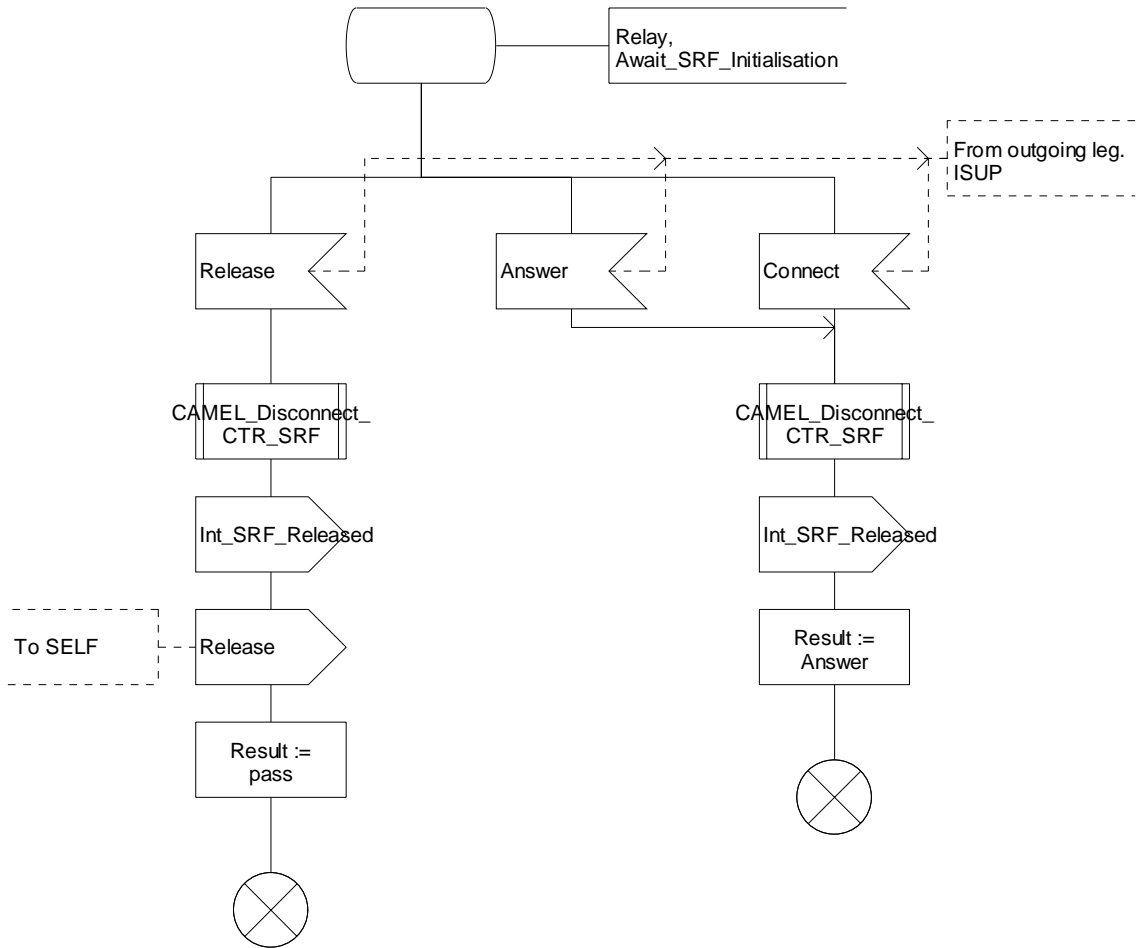 Relay,
Await_SRF_Initialisation
From outgoing leg.
ISUP
Release
Answer
Connect
CAMEL_Disconnect_
CTR_SRF
CAMEL_Disconnect_
CTR_SRF
Int_SRF_Released
Int_SRF_Released
To SELF
Release
Result :=
Answer
Result :=
pass